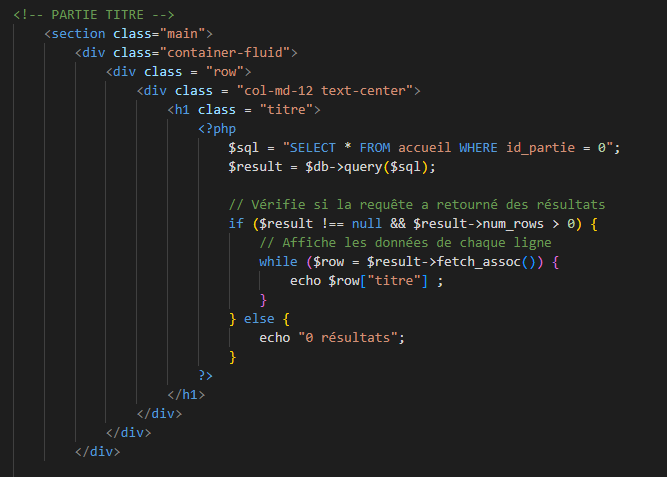 <!-- PARTIE TITRE -->
<section class="main">
<div class="container-fluid">
<div class = "row">
<div class = "col-md-12 text-center">
<h1 class = "titre">
<?php
$sql = "SELECT * FROM accueil WHERE id_partie = 0";
$result = $db->query($sql);
// Vérifie si la requête a retourné des résultats
if ($result !== null && $result->num_rows > 0) {
// Affiche les données de chaque ligne
while ($row = $result->fetch_assoc()) {
echo $row["titre"] ;
}
} else {
echo "0 résultats";
}
?>
</h1>
</div>
</div>
</div>